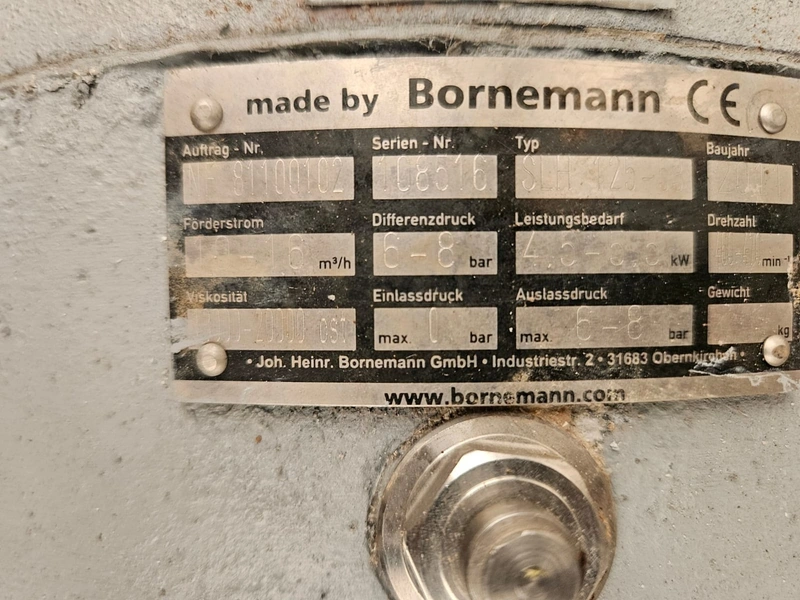 made by Bornemann CE
Auftrag - Nr. Serien - Nr. Typ Baujahr
Förderstrom Differenzdruck Leistungsbedarf Drehzahl
m³/h 6-8 bar kW min⁻¹
Viskosität Einlassdruck Auslassdruck Gewicht
cst max. 0 bar max. 6-8 bar kg
• Joh. Heinr. Bornemann GmbH • Industriestr. 2 • 31683 Obernkirchen •
www.bornemann.com